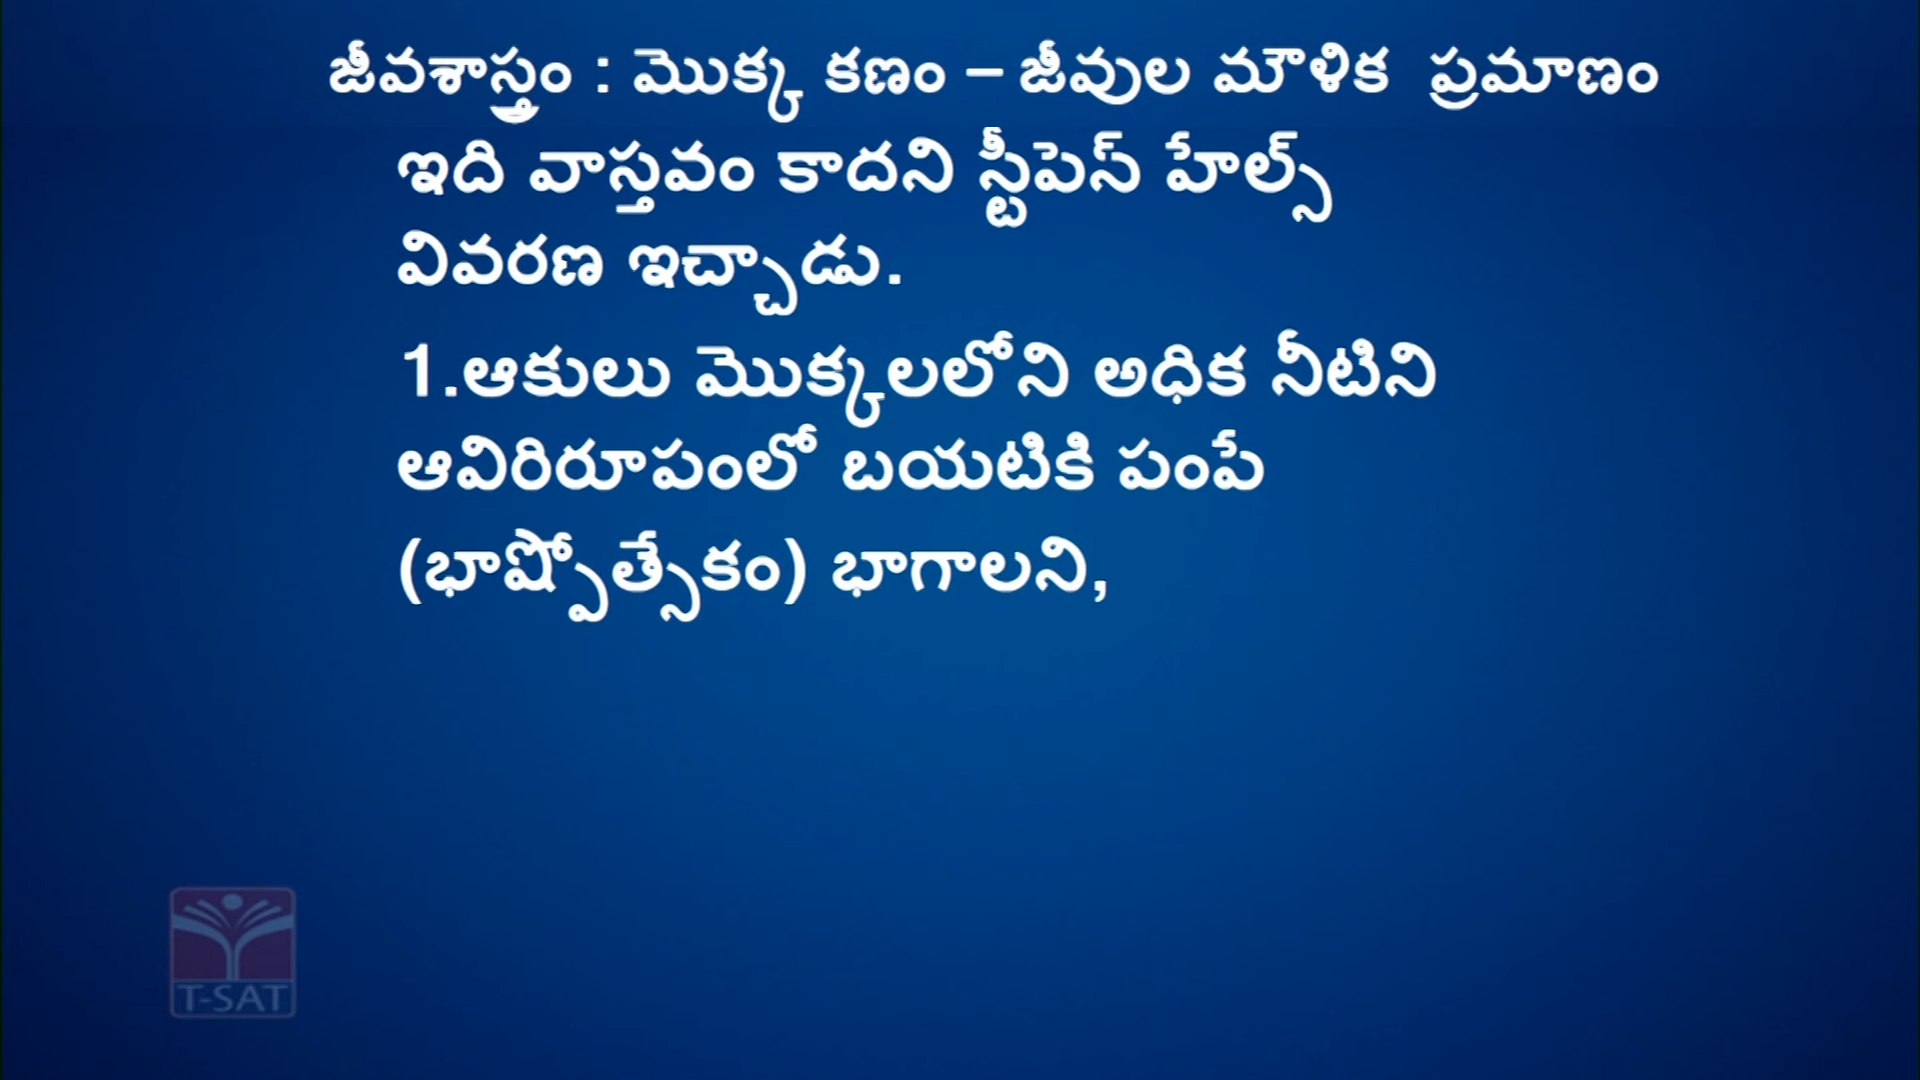 జీవశాస్త్రం : మొక్క కణం – జీవుల మౌళిక ప్రమాణం
ఇది వాస్తవం కాదని స్టీపెన్ హేల్స్
వివరణ ఇచ్చాడు.
1.ఆకులు మొక్కలలోని అధిక నీటిని
ఆవిరిరూపంలో బయటికి పంపే
(భాష్పోత్సేకం) భాగాలని,
T-SAT